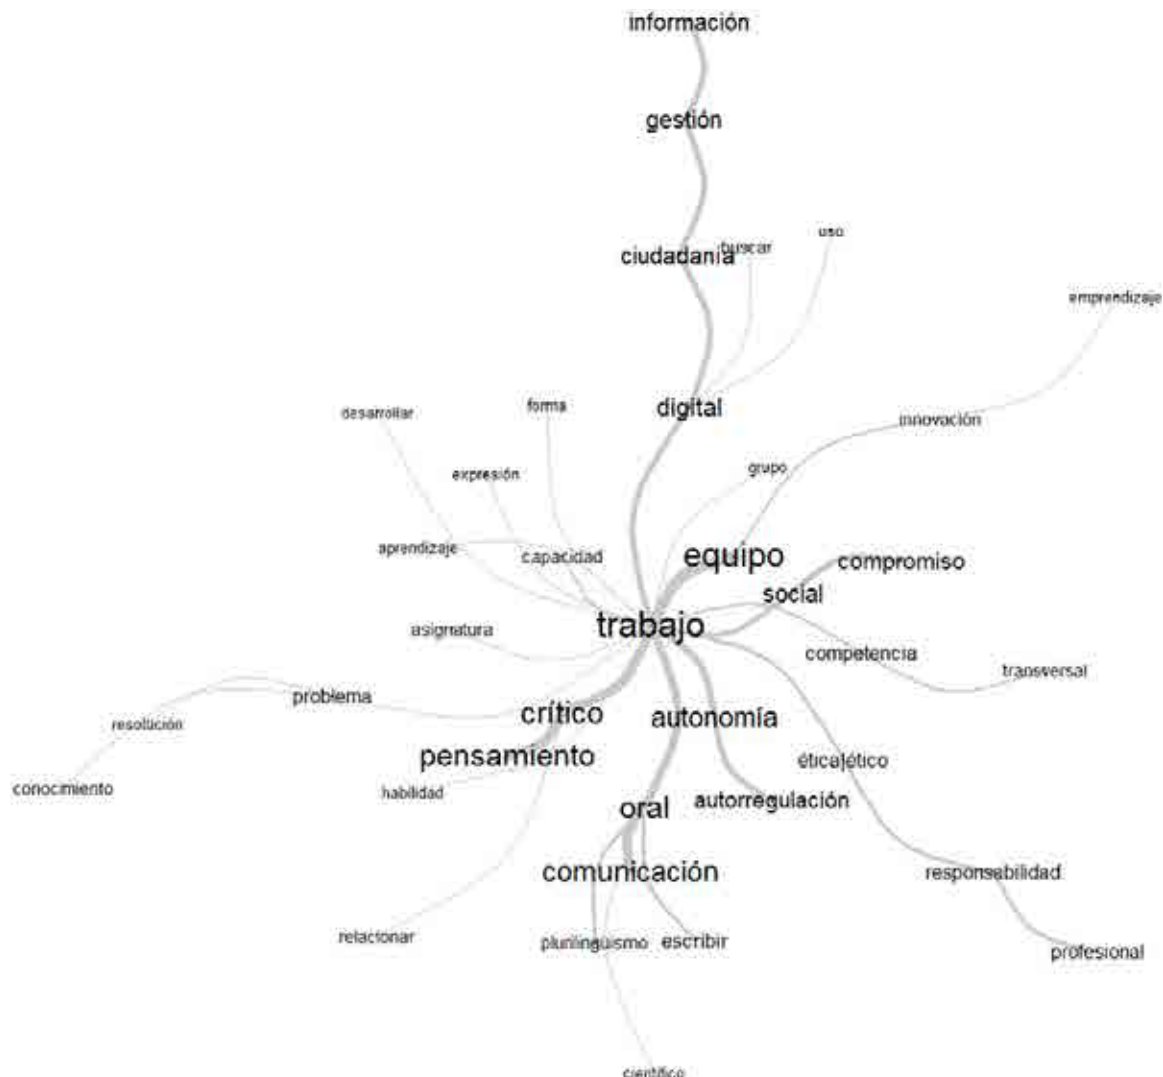 información
gestión
uso
buscar
ciudadanía
emprendizaje
forma
desarrollar
digital
innovación
grupo
expresión
aprendizaje
capacidad
equipo
compromiso
social
trabajo
asignatura
competencia
transversal
problema
crítico
autonomía
resolución
pensamiento
ética/ético
conocimiento
habilidad
autorregulación
oral
comunicación
responsabilidad
relacionar
plurilingüismo
escribir
profesional
científico